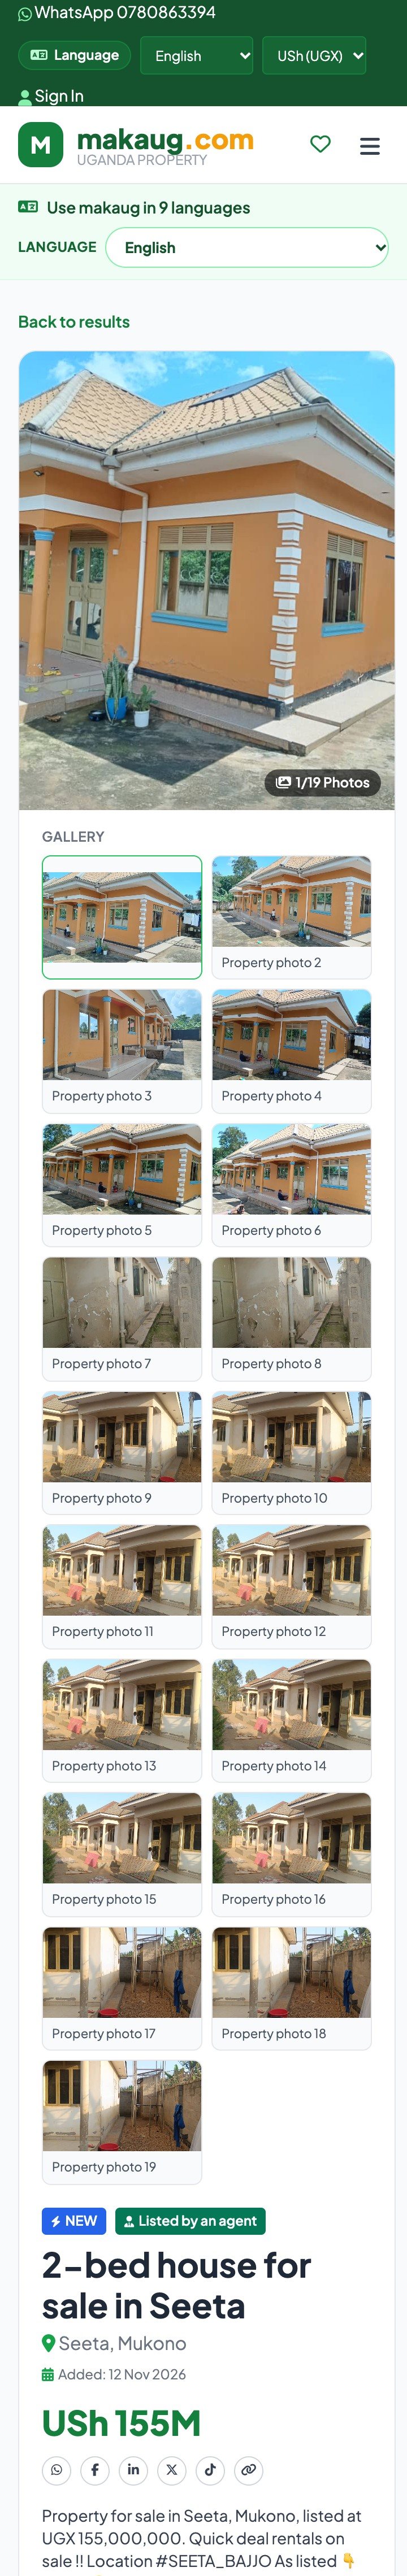 WhatsApp 0780863394
Language English USh (UGX)
Sign In
M makaug.com
UGANDA PROPERTY
Use makaug in 9 languages
LANGUAGE English
Back to results
1/19 Photos
GALLERY
Property photo 2
Property photo 3 Property photo 4
Property photo 5 Property photo 6
Property photo 7 Property photo 8
Property photo 9 Property photo 10
Property photo 11 Property photo 12
Property photo 13 Property photo 14
Property photo 15 Property photo 16
Property photo 17 Property photo 18
Property photo 19
NEW Listed by an agent
2-bed house for
sale in Seeta
Seeta, Mukono
Added: 12 Nov 2026
USh 155M
Property for sale in Seeta, Mukono, listed at
UGX 155,000,000. Quick deal rentals on
sale !! Location #SEETA_BAJJO As listed 👇